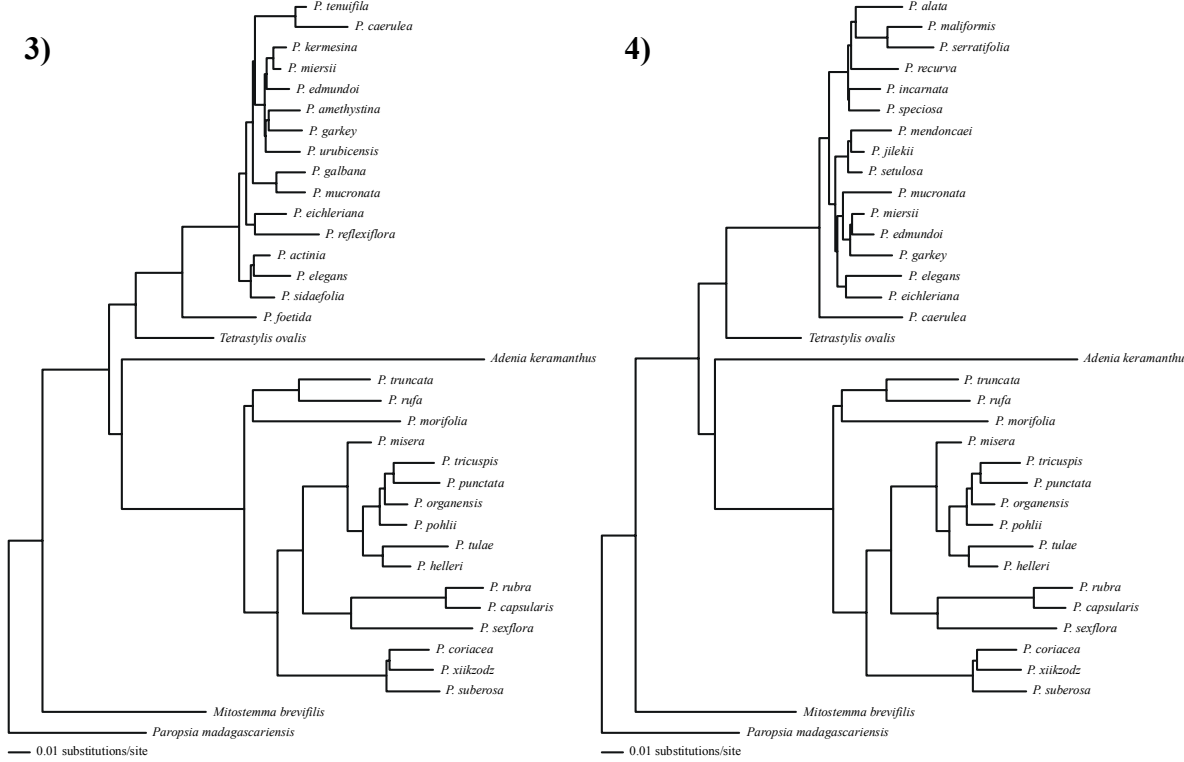 3)
P. tenuifila
P. caerulea
P. kermesina
P. miersii
P. edmundoi
P. amethystina
P. garkey
P. urubicensis
P. galbana
P. mucronata
P. eichleriana
P. reflexiflora
P. actinia
P. elegans
P. sidaefolia
P. foetida
Tetrastylis ovalis
Adenia keramanthus
P. truncata
P. rufa
P. morifolia
P. misera
P. tricuspis
P. punctata
P. organensis
P. pohlii
P. tulae
P. helleri
P. rubra
P. capsularis
P. sexflora
P. coriacea
P. xiikzodz
P. suberosa
Mitostemma brevifilis
Paropsia madagascariensis
0.01 substitutions/site
4)
P. alata
P. maliformis
P. serratifolia
P. recurva
P. incarnata
P. speciosa
P. mendoncaei
P. jilekii
P. setulosa
P. mucronata
P. miersii
P. edmundoi
P. garkey
P. elegans
P. eichleriana
P. caerulea
Tetrastylis ovalis
Adenia keramanthu
P. truncata
P. rufa
P. morifolia
P. misera
P. tricuspis
P. punctata
P. organensis
P. pohlii
P. tulae
P. helleri
P. rubra
P. capsularis
P. sexflora
P. coriacea
P. xiikzodz
P. suberosa
Mitostemma brevifilis
Paropsia madagascariensis
0.01 substitutions/site